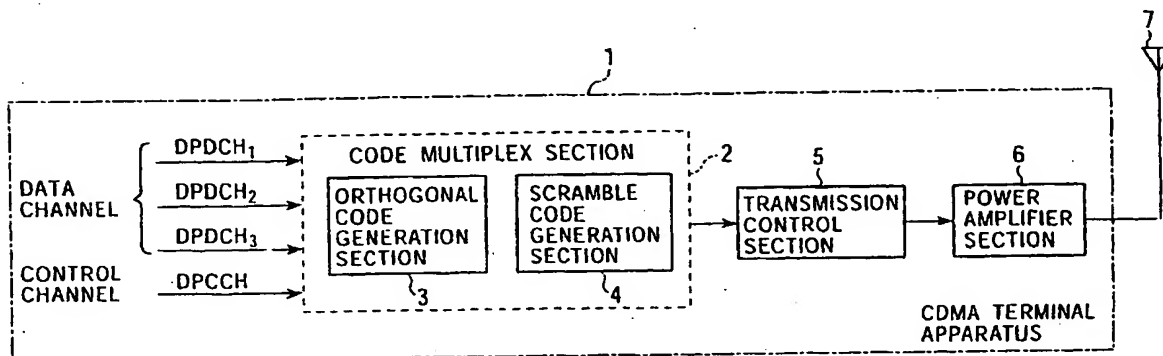 7
1
DATA
CHANNEL
DPDCH1
DPDCH2
DPDCH3
CONTROL
CHANNEL
DPCCH
CODE MULTIPLEX SECTION
2
ORTHOGONAL
CODE
GENERATION
SECTION
3
SCRAMBLE
CODE
GENERATION
SECTION
4
5
TRANSMISSION
CONTROL
SECTION
6
POWER
AMPLIFIER
SECTION
CDMA TERMINAL
APPARATUS